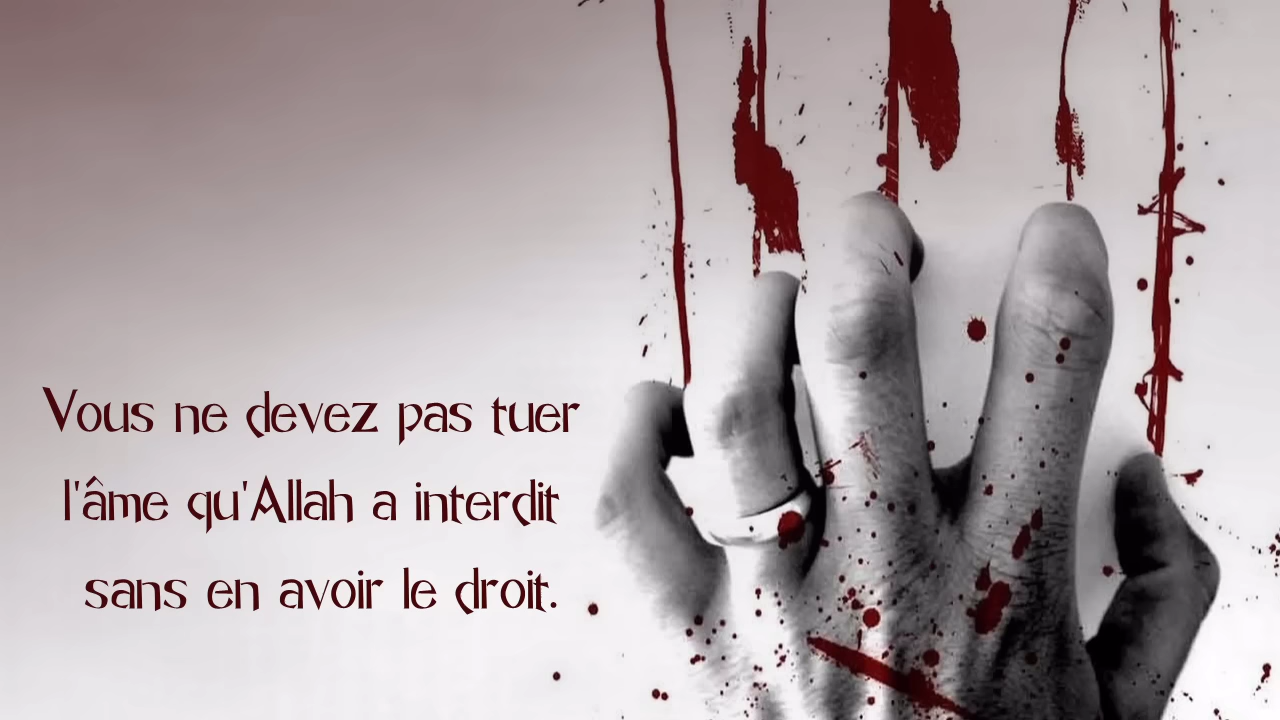 Vous ne devez pas tuer
l'âme qu'Allah a interdit
sans en avoir le droit.